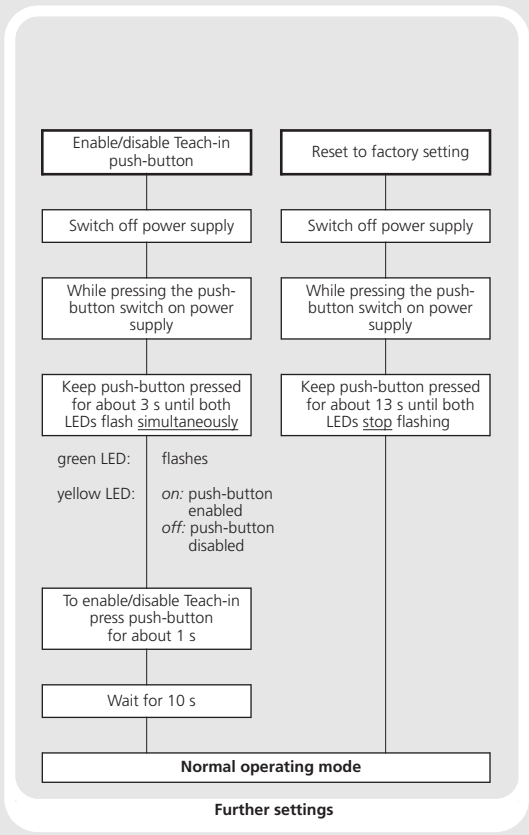 Enable/disable Teach-in
push-button
Switch off power supply
While pressing the push-
button switch on power
supply
Keep push-button pressed
for about 3 s until both
LEDs flash simultaneously
green LED: flashes
yellow LED: on: push-button
enabled
off: push-button
disabled
To enable/disable Teach-in
press push-button
for about 1 s
Wait for 10 s
Reset to factory setting
Switch off power supply
While pressing the push-
button switch on power
supply
Keep push-button pressed
for about 13 s until both
LEDs stop flashing
Normal operating mode
Further settings